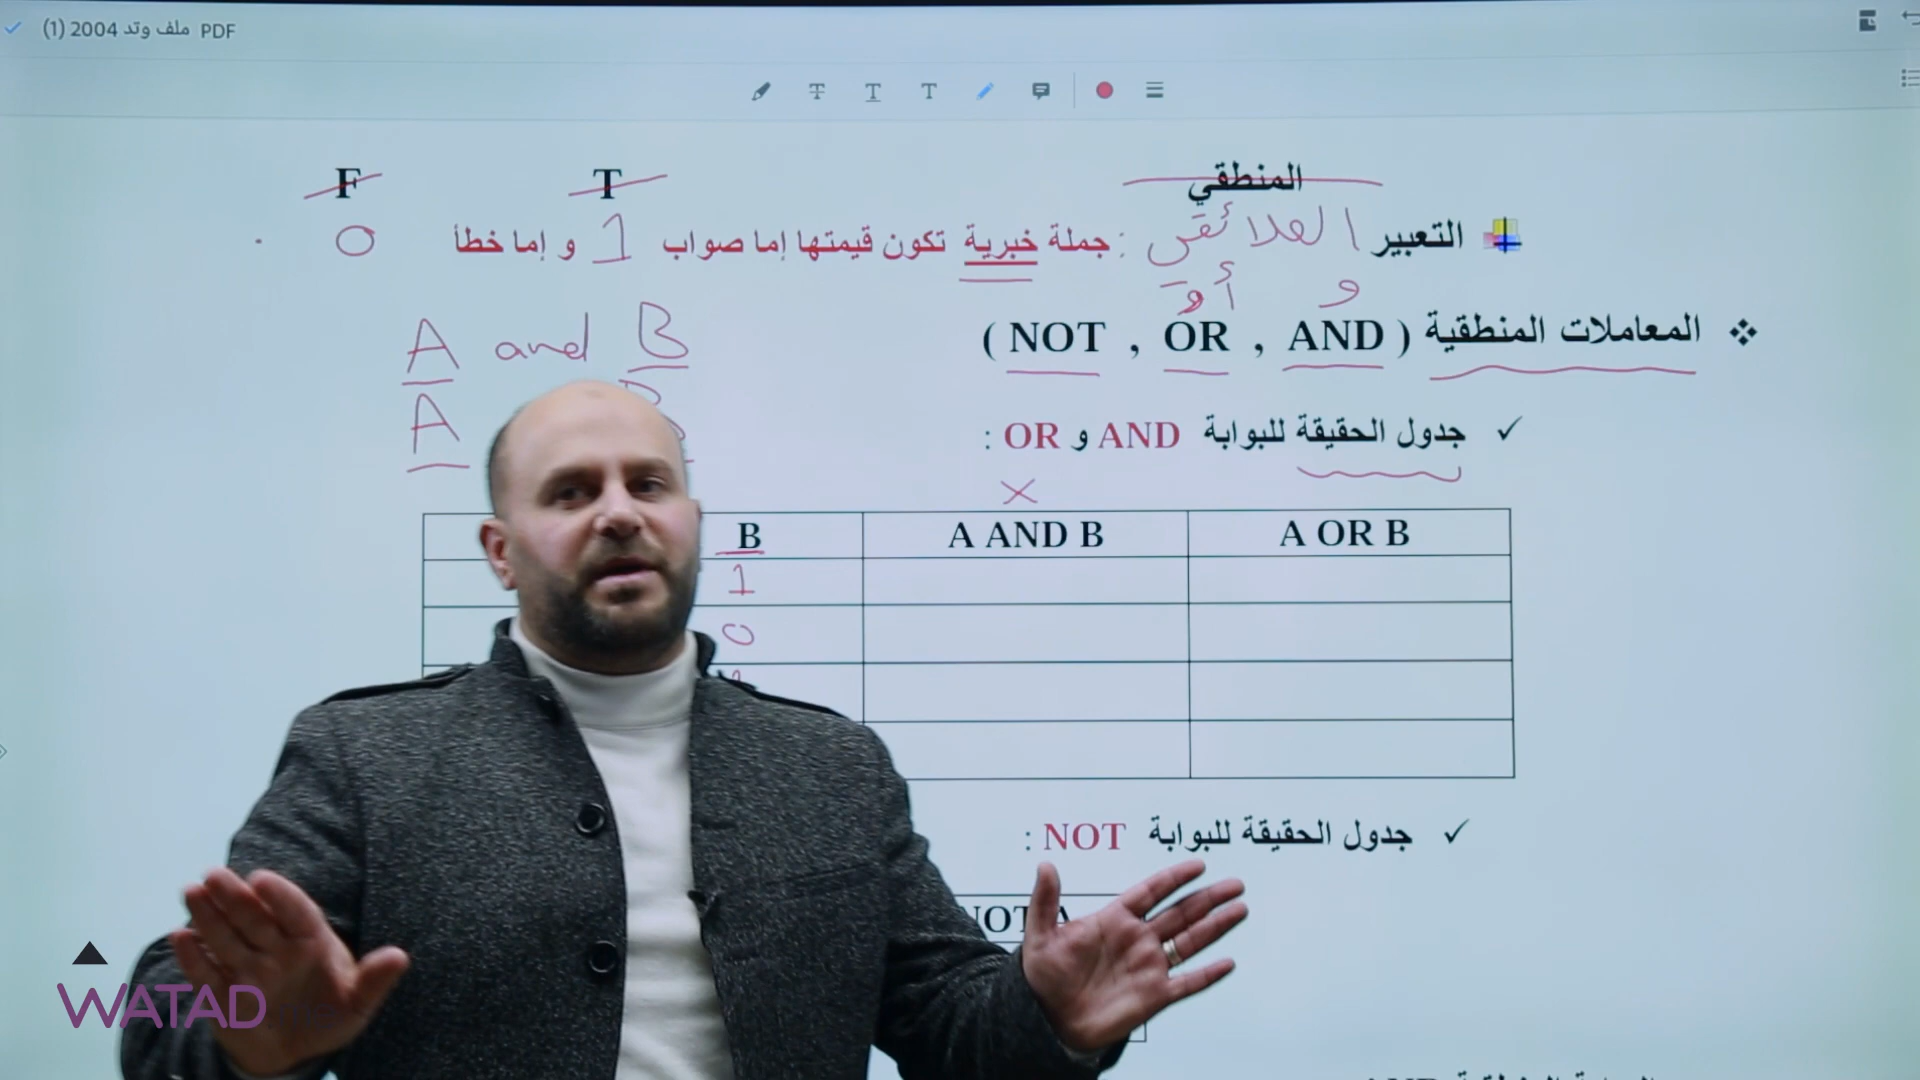 PDF ملف وتد 2004 (1)
المنطقي T F
التعبير العلائقي : جملة خبرية تكون قيمتها إما صواب 1 و إما خطأ 0 .
و أو
المعاملات المنطقية ( NOT , OR , AND )
A and B
A
جدول الحقيقة للبوابة AND و OR :
x
B A AND B A OR B
1
0
جدول الحقيقة للبوابة NOT :
NOT A
WATAD